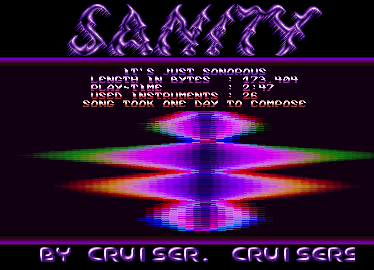 SANITY
IT'S JUST SONOROUS
LENGTH IN BYTES : 173.404
PLAY-TIME : 2:47
USED INSTRUMENTS : 26
SONG TOOK ONE DAY TO COMPOSE
BY CRUISER. CRUISERS